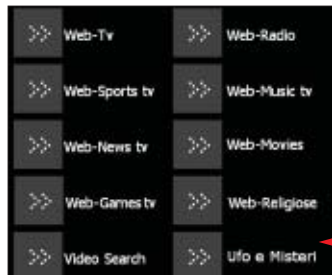 Web-Tv
Web-Radio
Web-Sports tv
Web-Music tv
Web-News tv
Web-Movies
Web-Games tv
Web-Religiose
Video Search
Ufo e Misteri